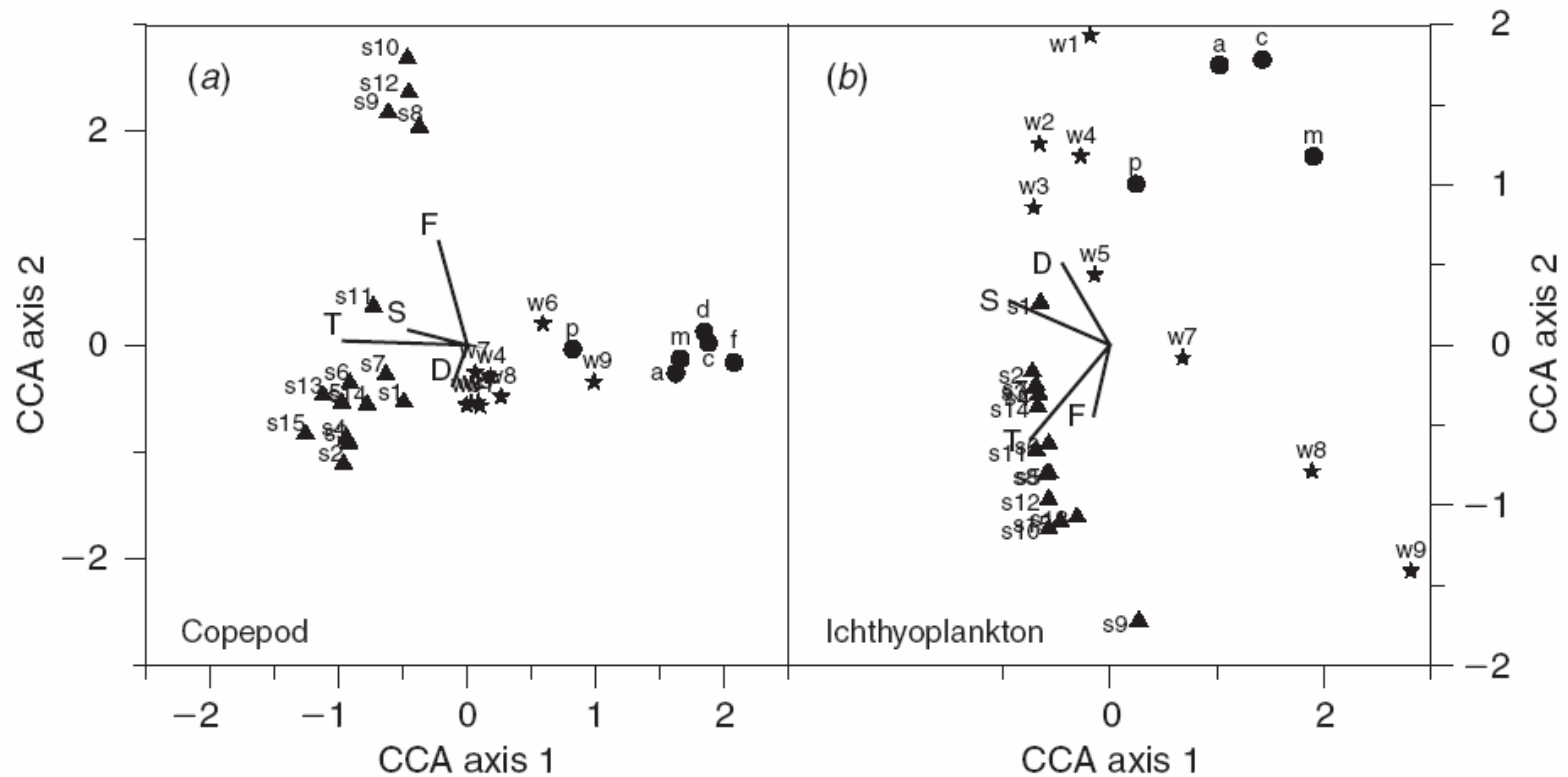 (a)
s10
s12
s9
s8
F
s11
S
T
w6
d
p
m
f
c
a
w7
w4
w9
D
w8
s7
s6
s13
s14
s1
s15
s4
s2
Copepod
2
0
−2
CCA axis 2
−2 −1 0 1 2
CCA axis 1
(b)
w1
a
c
w2
w4
m
p
w3
D
w5
S
s1
w7
s2
s14
F
T
s11
w8
s12
s10
w9
s9
Ichthyoplankton
2
1
0
−1
−2
CCA axis 2
0 2
CCA axis 1